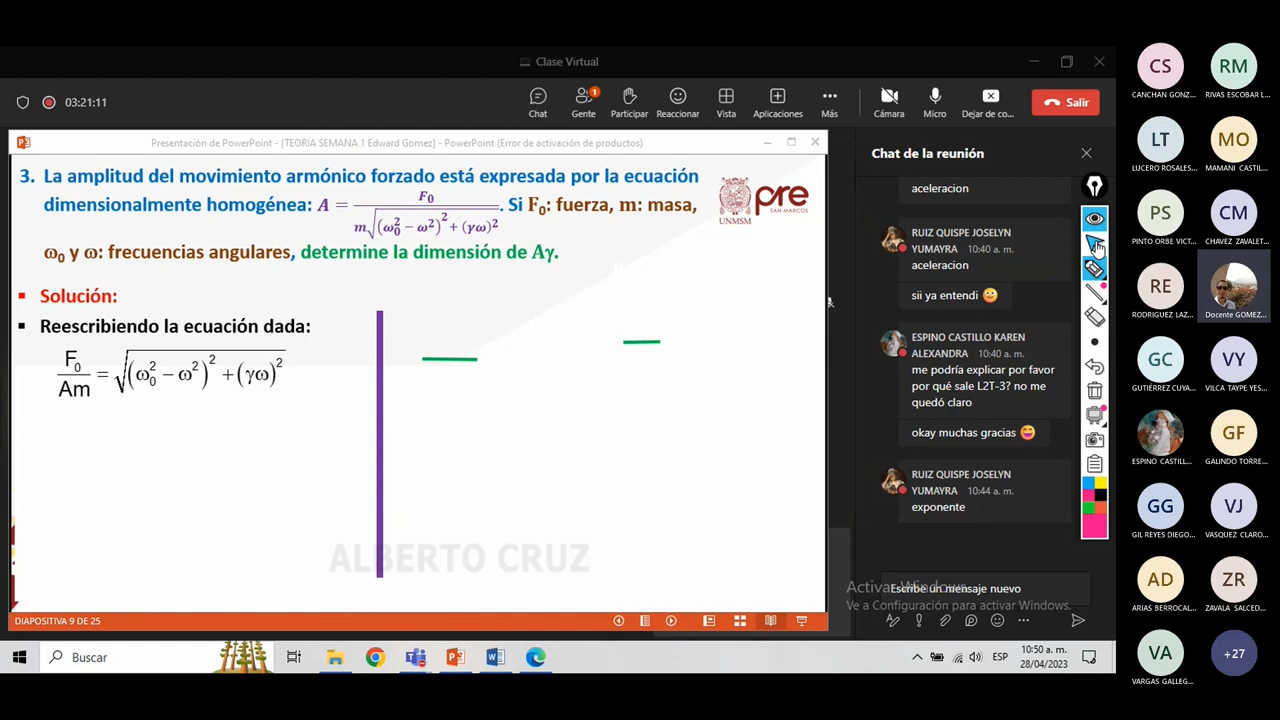 Clase Virtual
03:21:11
Chat
Gente
1
Participar
Reaccionar
Vista
Aplicaciones
Más
Cámara
Micro
Dejar de co...
Salir
Presentación de PowerPoint - [TEORÍA SEMANA 1 Edward Gomez] - PowerPoint (Error de activación de productos)
3. La amplitud del movimiento armónico forzado está expresada por la ecuación
dimensionalmente homogénea: A = F₀ / m√((ω₀² − ω²)² + (γω)²). Si F₀: fuerza, m: masa,
ω₀ y ω: frecuencias angulares, determine la dimensión de Aγ.
UNMSM
pre
SAN MARCOS
Solución:
Reescribiendo la ecuación dada:
F₀/Am = √((ω₀² − ω²)² + (γω)²)
ALBERTO CRUZ
DIAPOSITIVA 9 DE 25
Chat de la reunión
aceleracion
RUIZ QUISPE JOSELYN
YUMAYRA 10:40 a. m.
aceleracion
sii ya entendi
ESPINO CASTILLO KAREN
ALEXANDRA 10:40 a. m.
me podría explicar por favor
por qué sale L2T-3? no me
quedó claro
okay muchas gracias
RUIZ QUISPE JOSELYN
YUMAYRA 10:44 a. m.
exponente
Activar Windows
Escribe un mensaje nuevo
Ve a Configuración para activar Windows.
CS
CANCHAN GONZ...
RM
RIVAS ESCOBAR L...
LT
LUCERO ROSALES...
MO
MAMANI CASTILL...
PS
PINTO ORBE VICT...
CM
CHAVEZ ZAVALET...
RE
RODRIGUEZ LAZ...
Docente GOMEZ...
GC
GUTIÉRREZ CUYA...
VY
VILCA TAYPE YES...
ESPINO CASTILL...
GF
GALINDO TORRE...
GG
GIL REYES DIEGO...
VJ
VASQUEZ CLARO...
AD
ARIAS BERROCAL...
ZR
ZAVALA SALCED...
VA
VARGAS GALLEG...
+27
Buscar
ESP
10:50 a. m.
28/04/2023